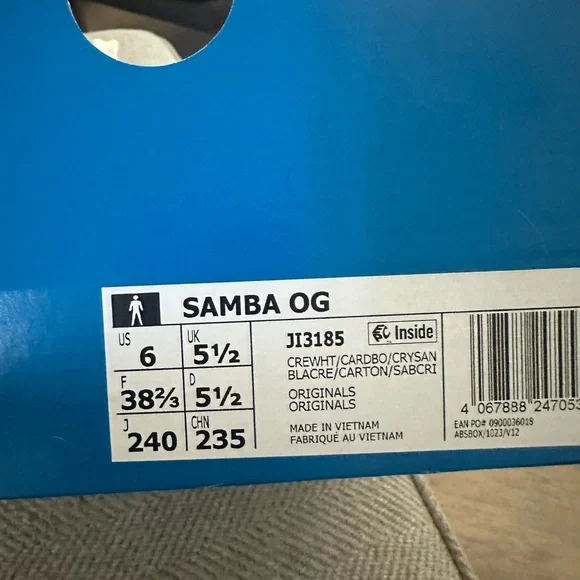 SAMBA OG
US 6 UK 5½
F 38⅔ D 5½
J 240 CHN 235
JI3185
Inside
CREWHT/CARDBO/CRYSAN
BLACRE/CARTON/SABCRI
ORIGINALS
ORIGINALS
MADE IN VIETNAM
FABRIQUÉ AU VIETNAM
4 067888 247053
EAN PO# 0900036018
ABSBOX/1023/V12